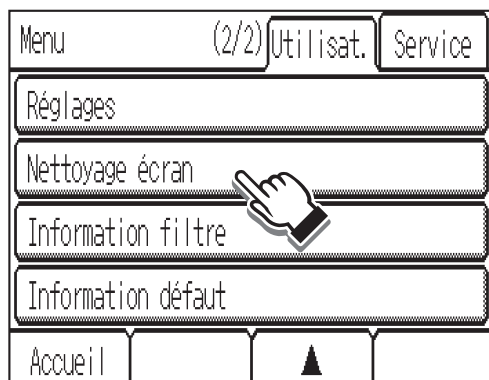 Menu (2/2) Utilisat. Service
Réglages
Nettoyage écran
Information filtre
Information défaut
Accueil